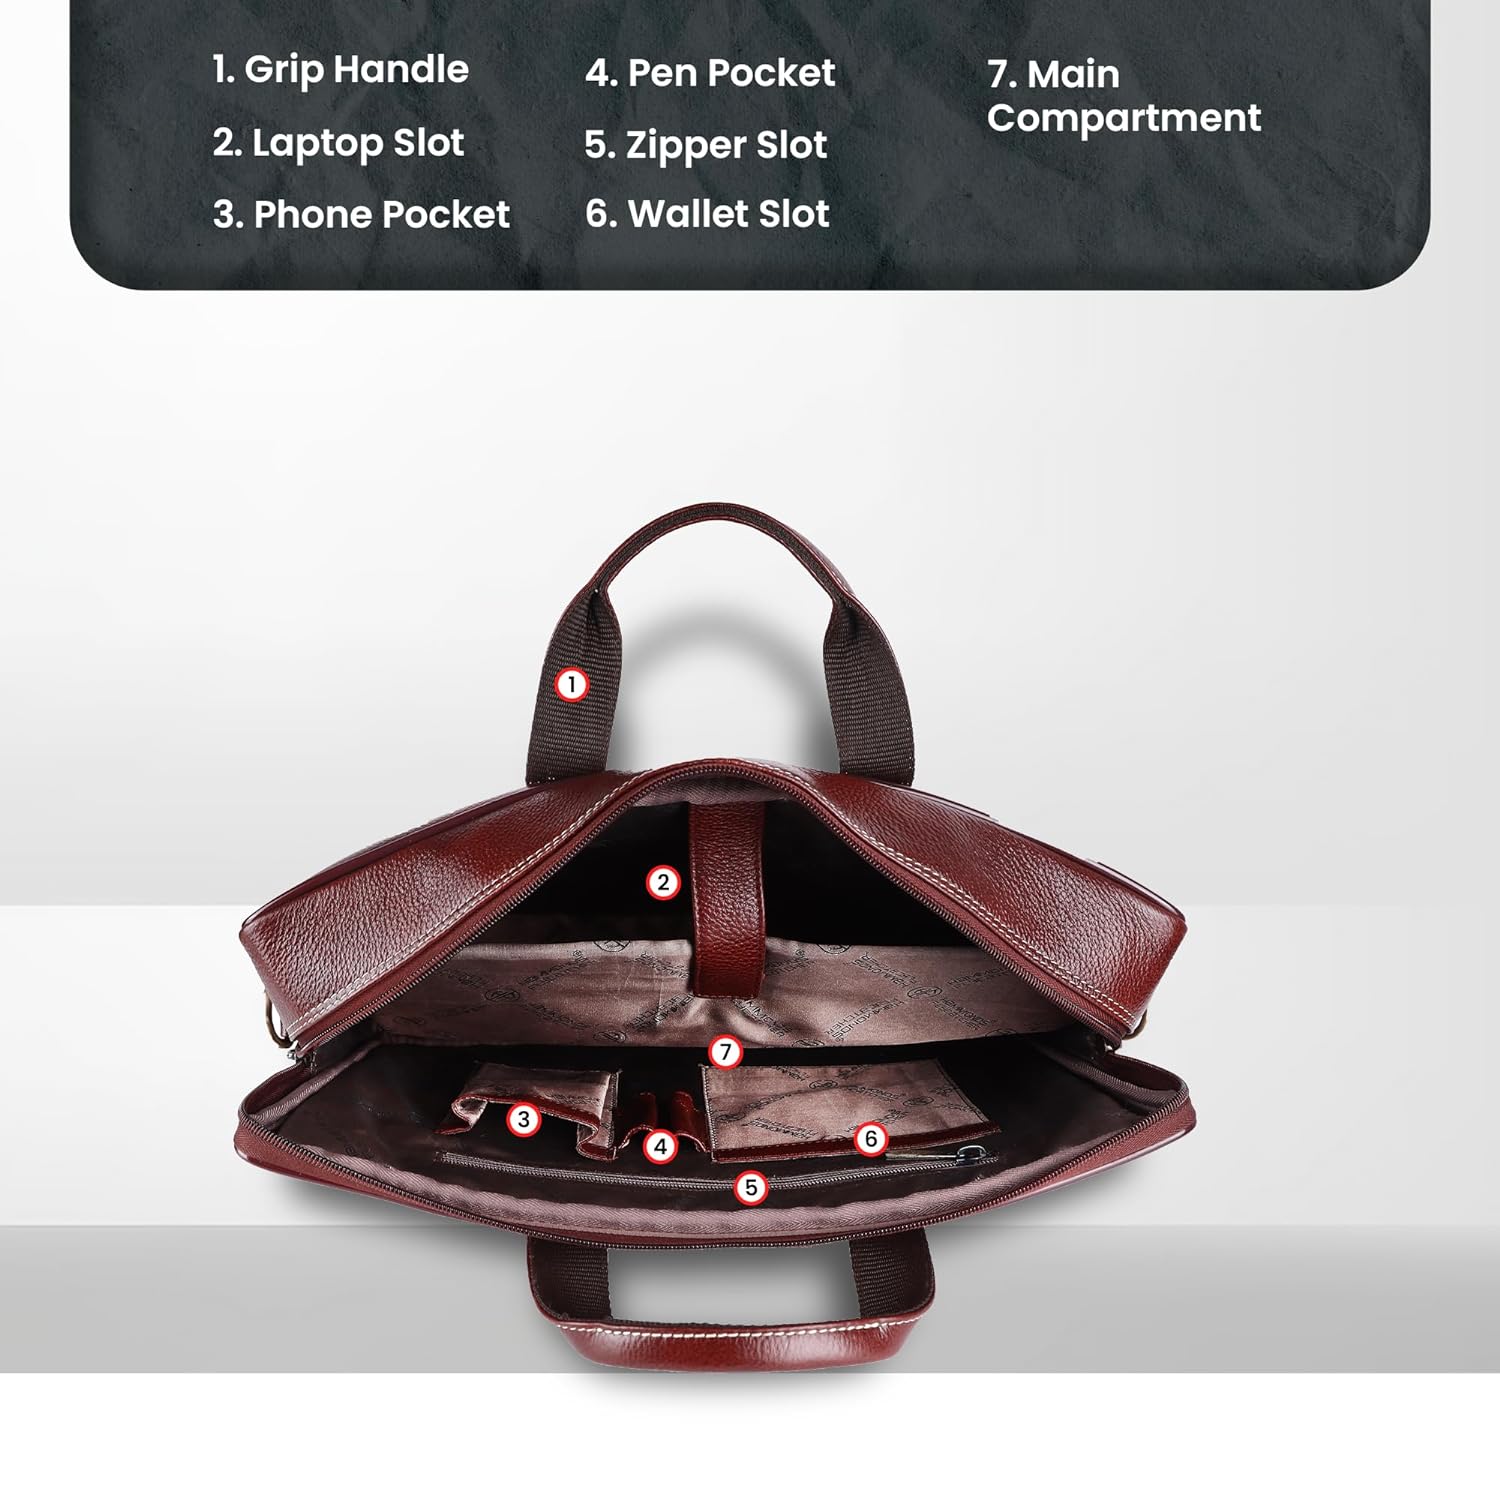 1. Grip Handle
2. Laptop Slot
3. Phone Pocket
4. Pen Pocket
5. Zipper Slot
6. Wallet Slot
7. Main
Compartment
1
2
7
3
4
6
5